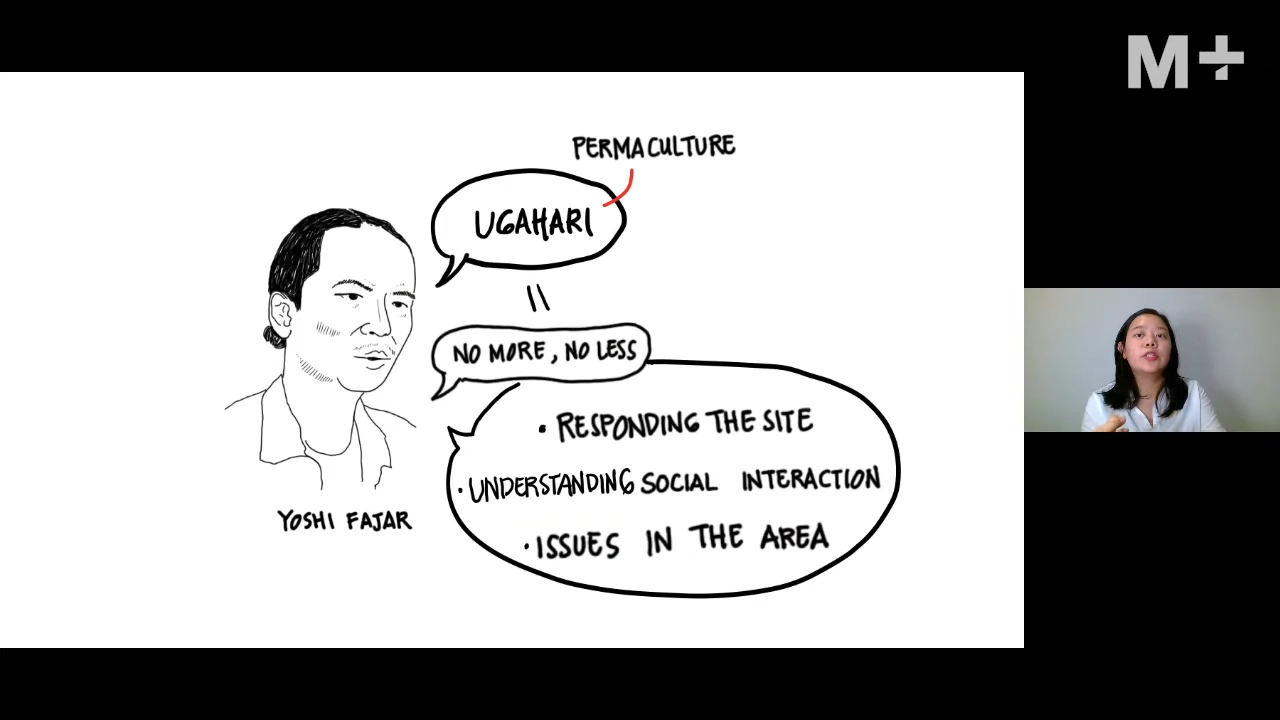 M+
PERMACULTURE
UGAHARI
NO MORE, NO LESS
• RESPONDING THE SITE
• UNDERSTANDING SOCIAL INTERACTION
• ISSUES IN THE AREA
YOSHI FAJAR